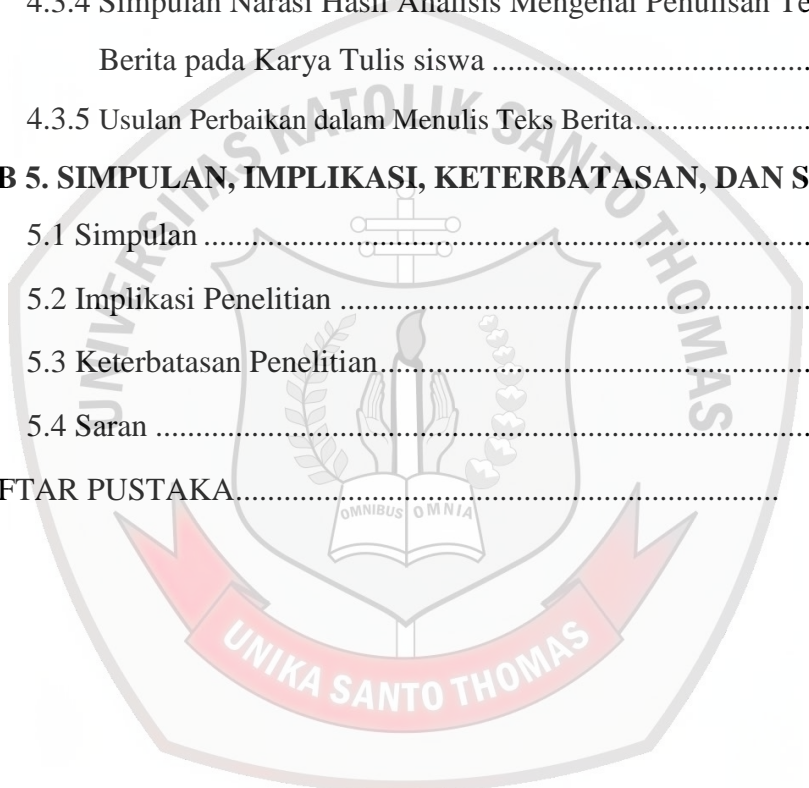 4.3.4 Simpulan Narasi Hasil Analisis Mengenai Penulisan Te
Berita pada Karya Tulis siswa ........................................
4.3.5 Usulan Perbaikan dalam Menulis Teks Berita......................
B 5. SIMPULAN, IMPLIKASI, KETERBATASAN, DAN S
5.1 Simpulan ............................................................................
5.2 Implikasi Penelitian ...........................................................
5.3 Keterbatasan Penelitian......................................................
5.4 Saran ..................................................................................
FTAR PUSTAKA....................................................................
UNIVERSITAS KATOLIK SANTO THOMAS
OMNIBUS OMNIA
UNIKA SANTO THOMAS